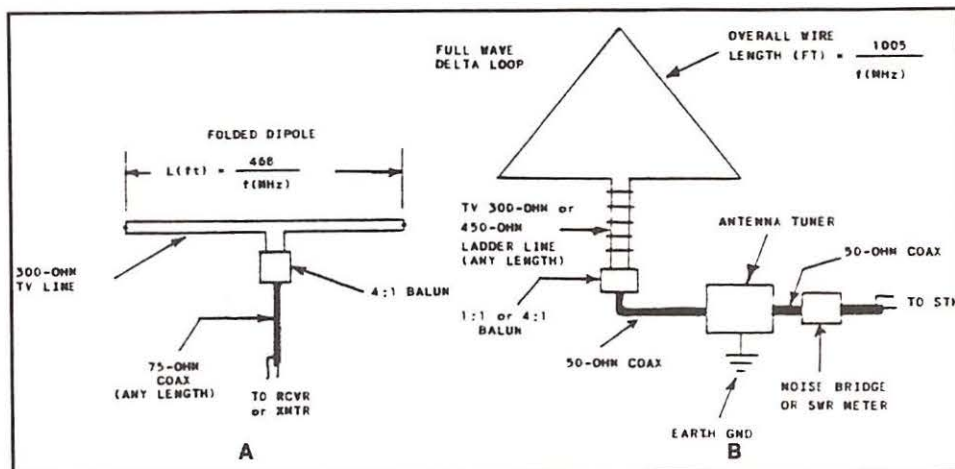 FOLDED DIPOLE
L(ft) = 468
f(MHz)
300-OHM
TV LINE
4:1 BALUN
75-OHM
COAX
(ANY LENGTH)
TO RCVR
or XMTR
A
FULL WAVE
DELTA LOOP
OVERALL WIRE
LENGTH (FT) = 1005
f(MHz)
TV 300-OHM or
450-OHM
LADDER LINE
(ANY LENGTH)
1:1 or 4:1
BALUN
50-OHM COAX
ANTENNA TUNER
50-OHM COAX
TO STN
NOISE BRIDGE
OR SWR METER
EARTH GND
B